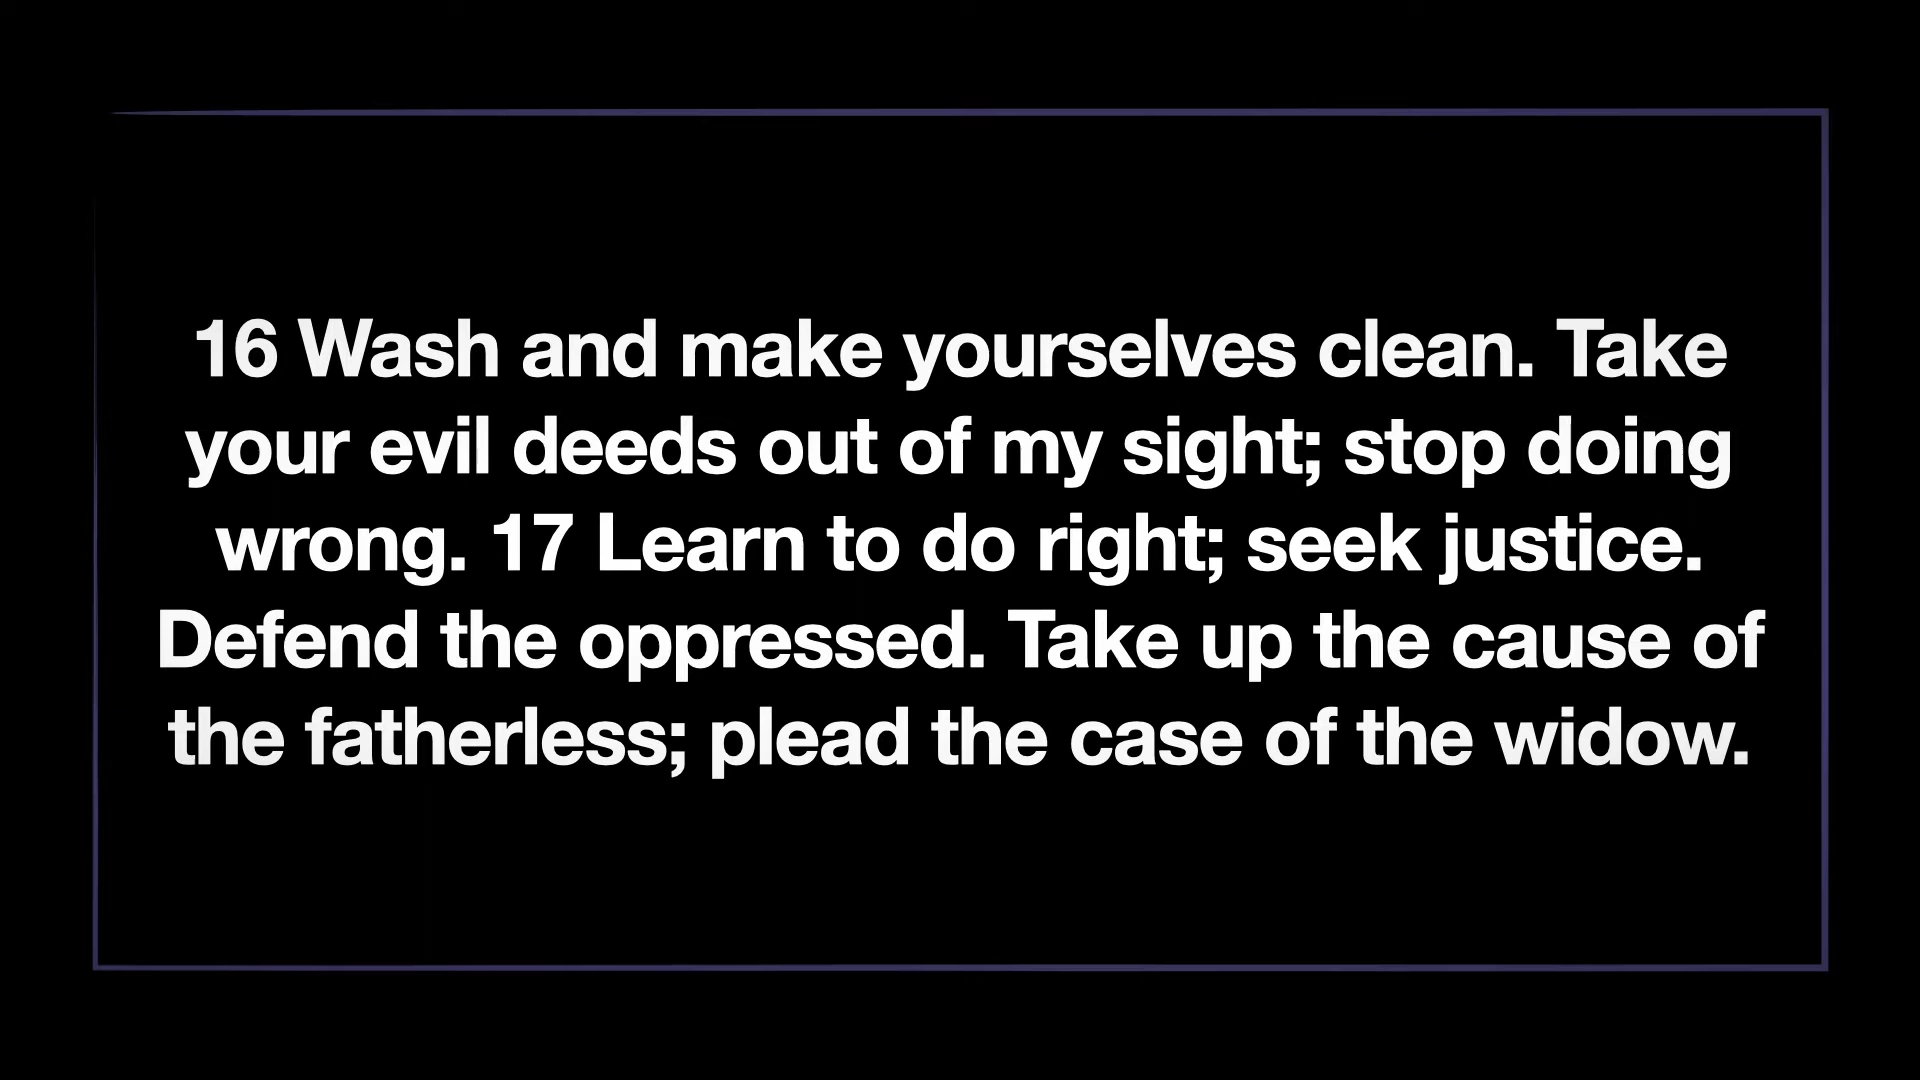 16 Wash and make yourselves clean. Take
your evil deeds out of my sight; stop doing
wrong. 17 Learn to do right; seek justice.
Defend the oppressed. Take up the cause of
the fatherless; plead the case of the widow.